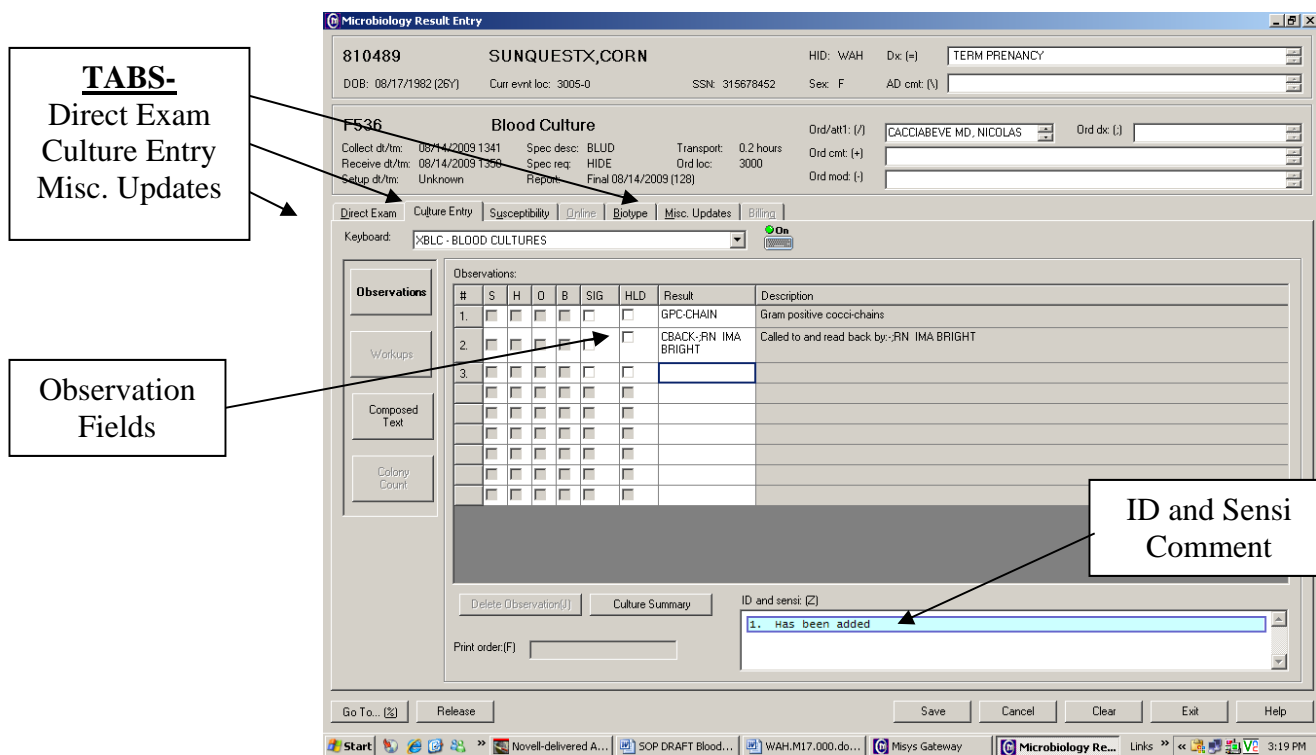 Microbiology Result Entry
TABS-
Direct Exam
Culture Entry
Misc. Updates
810489 SUNQUESTX,CORN HID: WAH Dx: (=) TERM PRENANCY
DOB: 08/17/1982 (26Y) Curr evnt loc: 3005-0 SSN: 315678452 Sex: F AD cmt: (\)
F536 Blood Culture Ord/att1: (/) CACCIABEVE MD, NICOLAS Ord dx: (;)
Collect dt/tm: 08/14/2009 1341 Spec desc: BLUD Transport: 0.2 hours Ord cmt: (+)
Receive dt/tm: 08/14/2009 1350 Spec req: HIDE Ord loc: 3000
Setup dt/tm: Unknown Report: Final 08/14/2009 (128) Ord mod: (-)
Direct Exam Culture Entry Susceptibility Online Biotype Misc. Updates Billing
Keyboard: XBLC - BLOOD CULTURES On
Observations
Workups
Composed
Text
Colony
Count
Observations:
# S H O B SIG HLD Result Description
1. GPC-CHAIN Gram positive cocci-chains
2. CBACK-;RN IMA BRIGHT Called to and read back by:-;RN IMA BRIGHT
3.
Observation
Fields
ID and Sensi
Comment
Delete Observation(J) Culture Summary ID and sensi: (Z)
1. Has been added
Print order:(F)
Go To... (%) Release Save Cancel Clear Exit Help
Start » Novell-delivered A... SOP DRAFT Blood... WAH.M17.000.do... Misys Gateway Microbiology Re... Links » « 3:19 PM